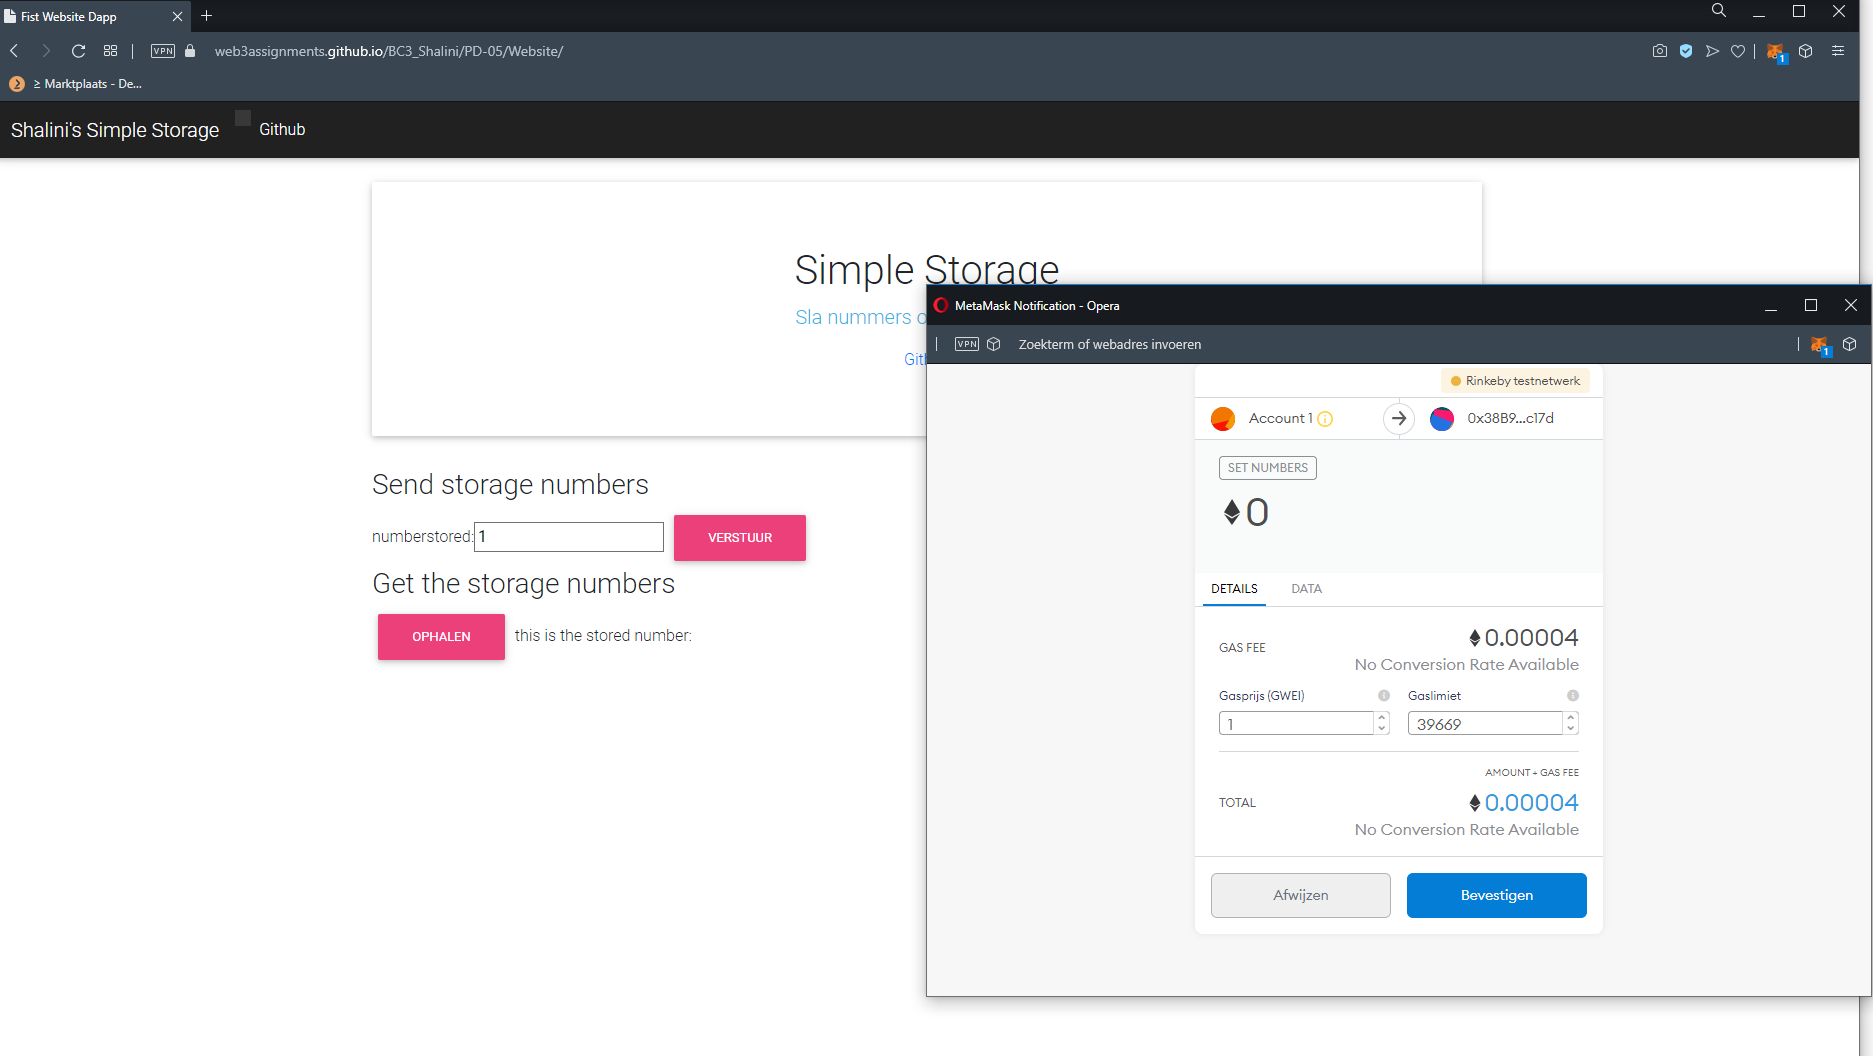 Fist Website Dapp
VPN web3assignments.github.io/BC3_Shalini/PD-05/Website/
1
≥ Marktplaats - De...
Shalini's Simple Storage Github
Simple Storage
Sla nummers
MetaMask Notification - Opera
VPN Zoekterm of webadres invoeren
1
Rinkeby testnetwerk
Account 1 0x38B9...c17d
SET NUMBERS
0
DETAILS DATA
GAS FEE 0.00004
No Conversion Rate Available
Gasprijs (GWEI) Gaslimiet
1 39669
AMOUNT + GAS FEE
TOTAL 0.00004
No Conversion Rate Available
Afwijzen Bevestigen
Send storage numbers
numberstored: 1 VERSTUUR
Get the storage numbers
OPHALEN this is the stored number: